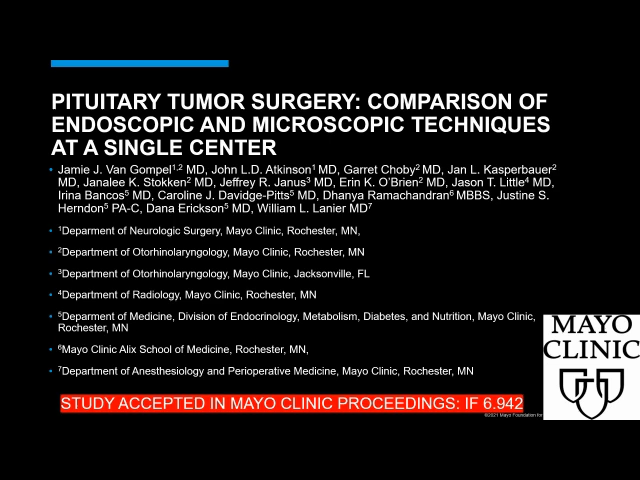 PITUITARY TUMOR SURGERY: COMPARISON OF
ENDOSCOPIC AND MICROSCOPIC TECHNIQUES
AT A SINGLE CENTER
• Jamie J. Van Gompel1,2 MD, John L.D. Atkinson1 MD, Garret Choby2 MD, Jan L. Kasperbauer2
MD, Janalee K. Stokken2 MD, Jeffrey R. Janus3 MD, Erin K. O'Brien2 MD, Jason T. Little4 MD,
Irina Bancos5 MD, Caroline J. Davidge-Pitts5 MD, Dhanya Ramachandran6 MBBS, Justine S.
Herndon5 PA-C, Dana Erickson5 MD, William L. Lanier MD7
• 1Deparment of Neurologic Surgery, Mayo Clinic, Rochester, MN,
• 2Department of Otorhinolaryngology, Mayo Clinic, Rochester, MN
• 3Department of Otorhinolaryngology, Mayo Clinic, Jacksonville, FL
• 4Department of Radiology, Mayo Clinic, Rochester, MN
• 5Deparment of Medicine, Division of Endocrinology, Metabolism, Diabetes, and Nutrition, Mayo Clinic,
Rochester, MN
• 6Mayo Clinic Alix School of Medicine, Rochester, MN,
• 7Department of Anesthesiology and Perioperative Medicine, Mayo Clinic, Rochester, MN
MAYO
CLINIC
STUDY ACCEPTED IN MAYO CLINIC PROCEEDINGS: IF 6,942
©2021 Mayo Foundation for